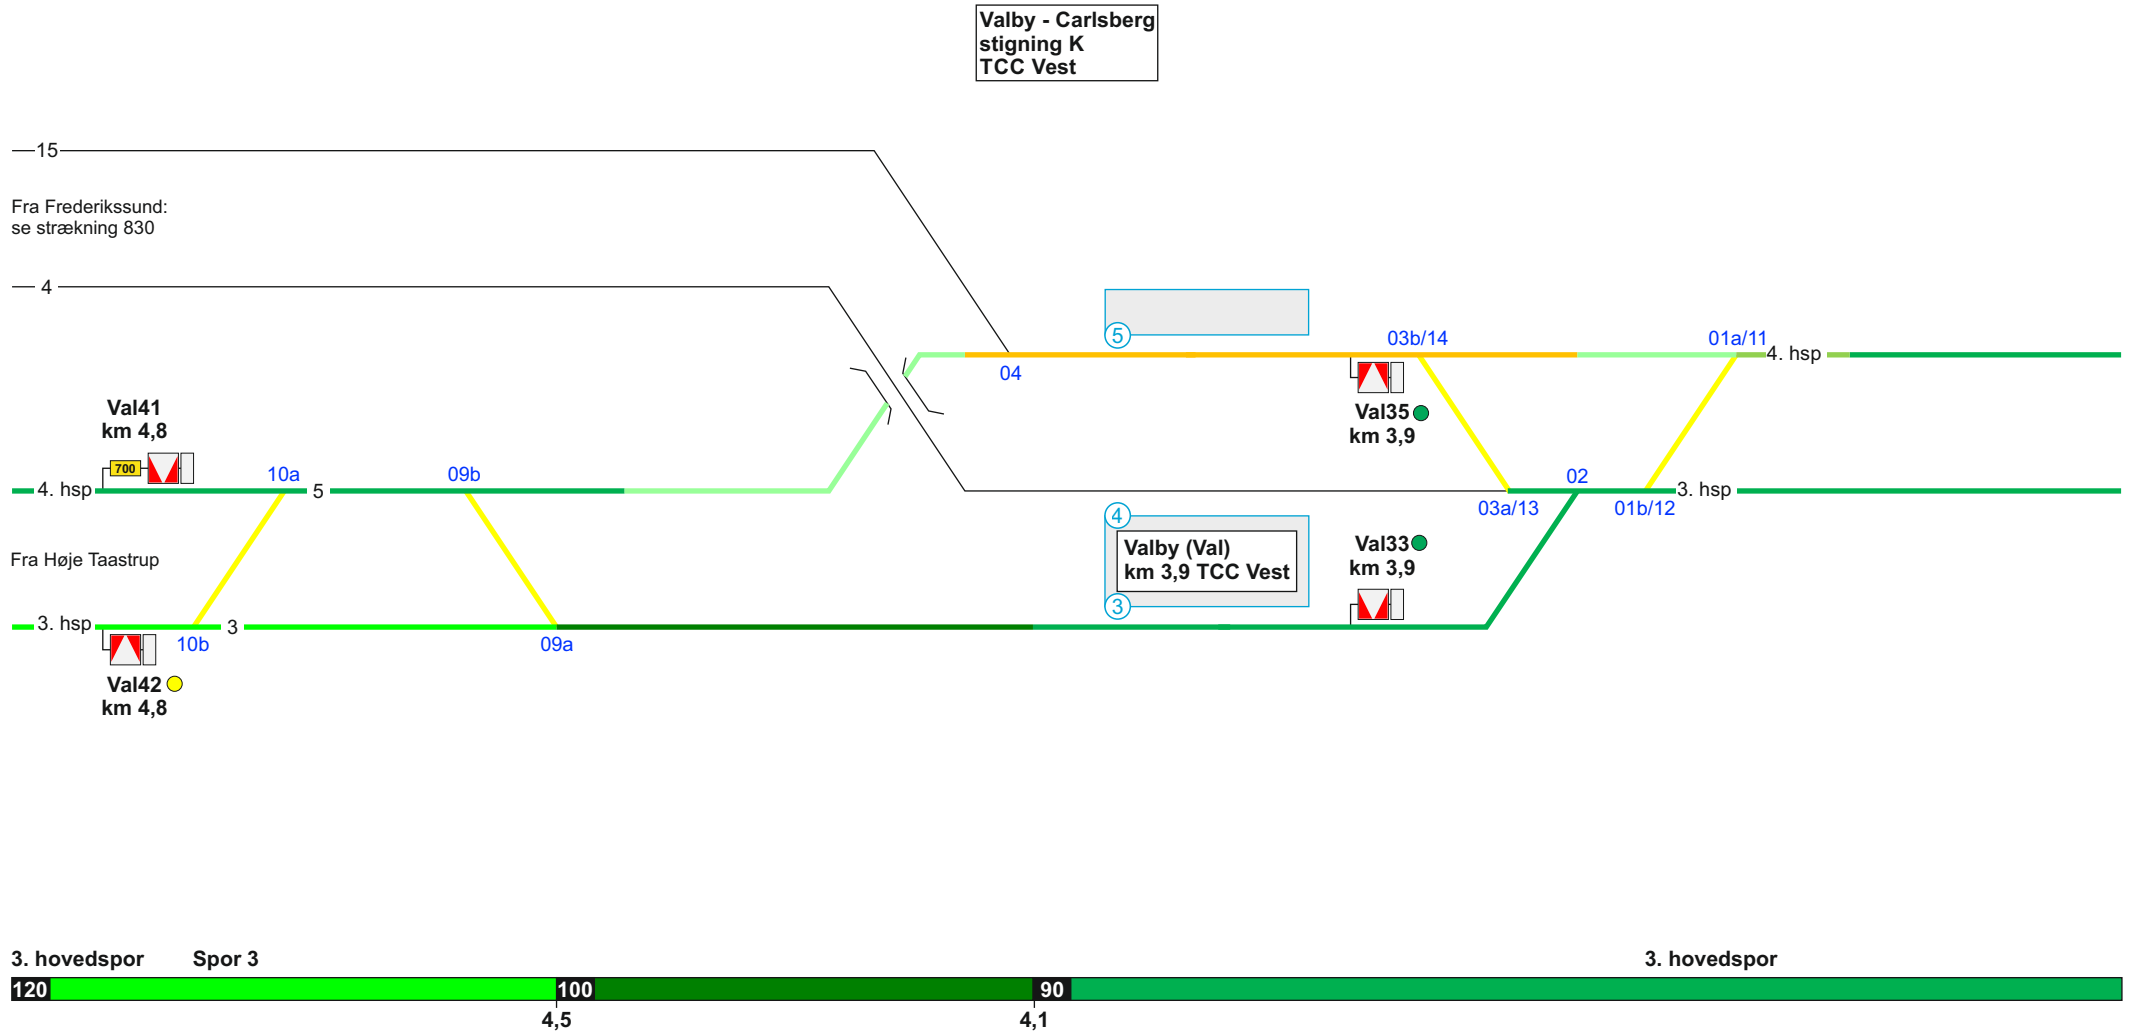 Valby - Carlsberg
stigning K
TCC Vest
15
Fra Frederikssund:
se strækning 830
4
5
03b/14
01a/11
4. hsp
04
Val41
km 4,8
Val35
km 3,9
700
10a
09b
02
4. hsp
5
3. hsp
03a/13
01b/12
4
Valby (Val)
km 3,9 TCC Vest
3
Val33
km 3,9
Fra Høje Taastrup
3. hsp
3
10b
09a
Val42
km 4,8
3. hovedspor
Spor 3
3. hovedspor
120
100
90
4,5
4,1